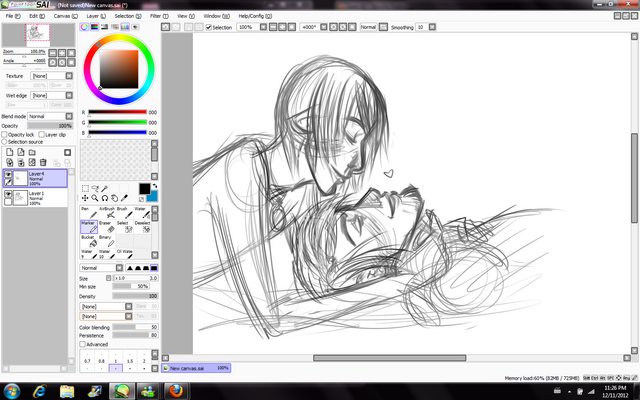 PaintTool SAI (Not saved)New canvas.sai (*)
File (F) Edit (E) Canvas (C) Layer (L) Selection (S) Filter (T) View (V) Window (W) Help/Config (O)
Selection 100% +000° Normal Smoothing 10
Zoom 100.0%
Angle +0000
Texture [None]
Wet edge [None]
Blend mode Normal
Opacity 100%
Opacity lock Layer clip
Selection source
Layer4
Normal
100%
Layer1
Normal
100%
R 000
G 000
B 000
Pen AirBrush Brush Water
Marker Eraser Select Deselect
Bucket Binary
Water 9 Water 10 Oil Water
Normal
Size x 1.0 3.0
Min size 50%
Density 100
[None]
[None]
Color blending 50
Persistence 80
Advanced
0.7 0.8 1 1.5 2
New canvas.sai 100%
Memory load:60% (82MB / 725MB)
11:26 PM
12/11/2012